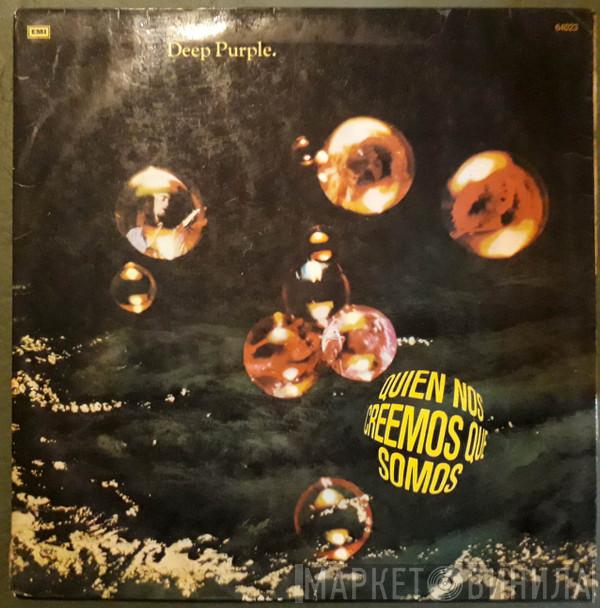 EMI
64023
Deep Purple.
QUIEN NOS
CREEMOS QUE
SOMOS
МАРКЕТ ВИНИЛА